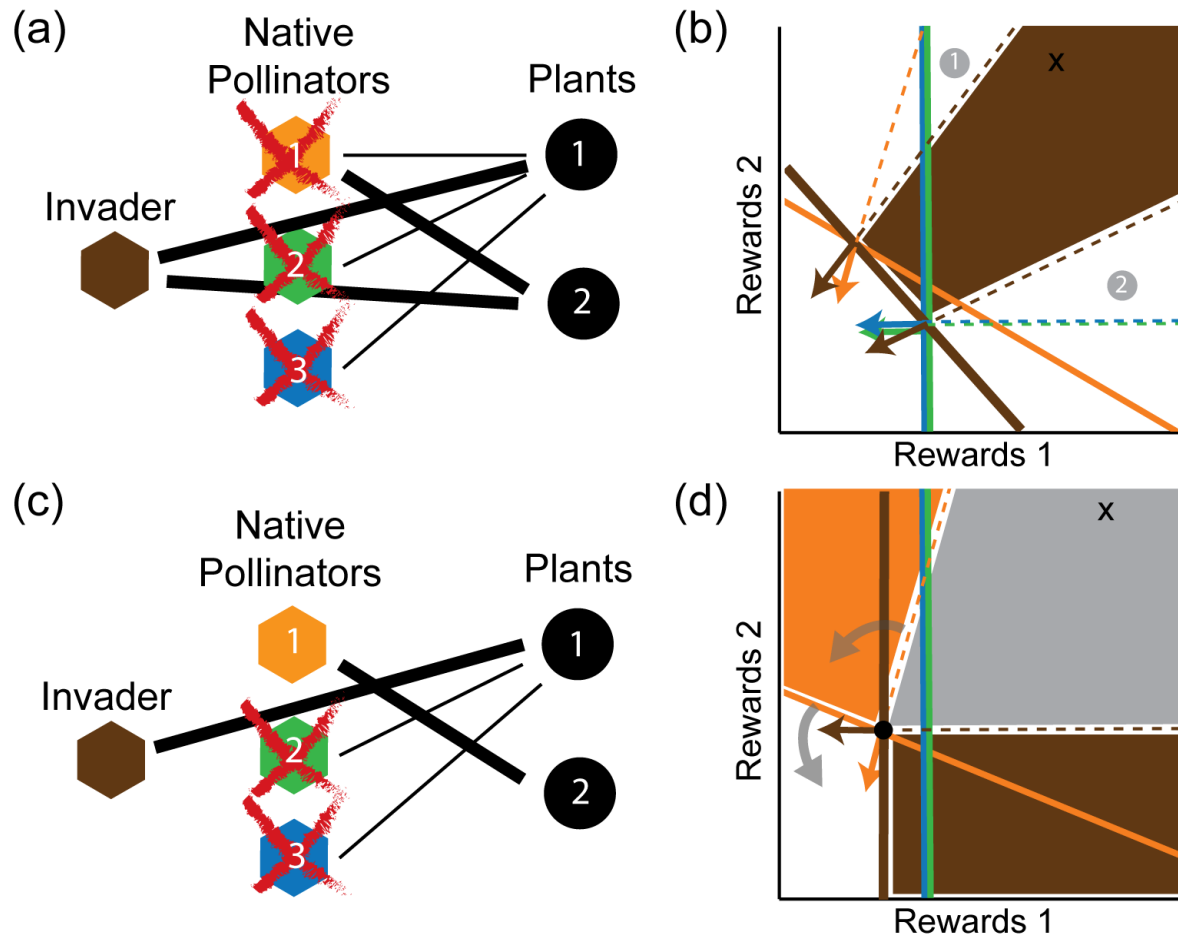 (a)
Native
Pollinators
Plants
Invader
1
2
3
1
2
(b)
Rewards 2
1
x
2
Rewards 1
(c)
Native
Pollinators
Plants
Invader
1
2
3
1
2
(d)
Rewards 2
x
Rewards 1